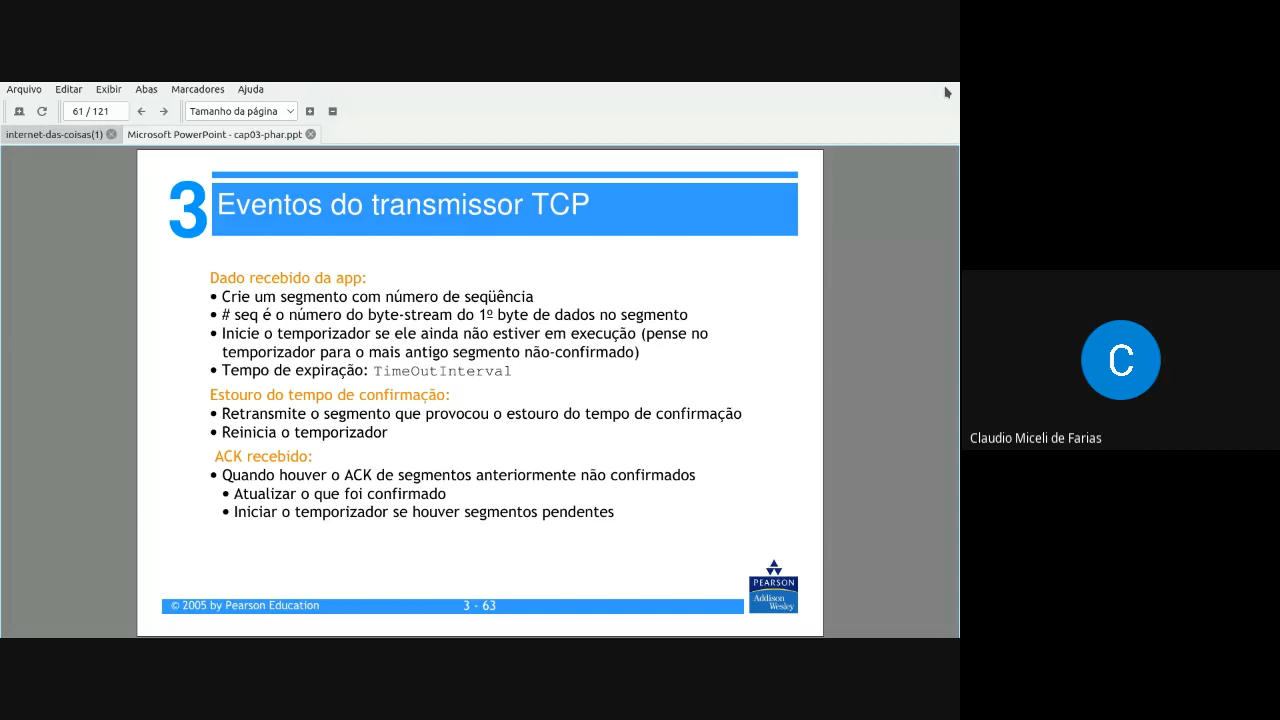 Arquivo Editar Exibir Abas Marcadores Ajuda
61 / 121 Tamanho da página
internet-das-coisas(1) Microsoft PowerPoint - cap03-phar.ppt
3 Eventos do transmissor TCP
Dado recebido da app:
• Crie um segmento com número de seqüência
• # seq é o número do byte-stream do 1º byte de dados no segmento
• Inicie o temporizador se ele ainda não estiver em execução (pense no
temporizador para o mais antigo segmento não-confirmado)
• Tempo de expiração: TimeOutInterval
Estouro do tempo de confirmação:
• Retransmite o segmento que provocou o estouro do tempo de confirmação
• Reinicia o temporizador
ACK recebido:
• Quando houver o ACK de segmentos anteriormente não confirmados
• Atualizar o que foi confirmado
• Iniciar o temporizador se houver segmentos pendentes
PEARSON
Addison
Wesley
© 2005 by Pearson Education 3 - 63
C
Claudio Miceli de Farias